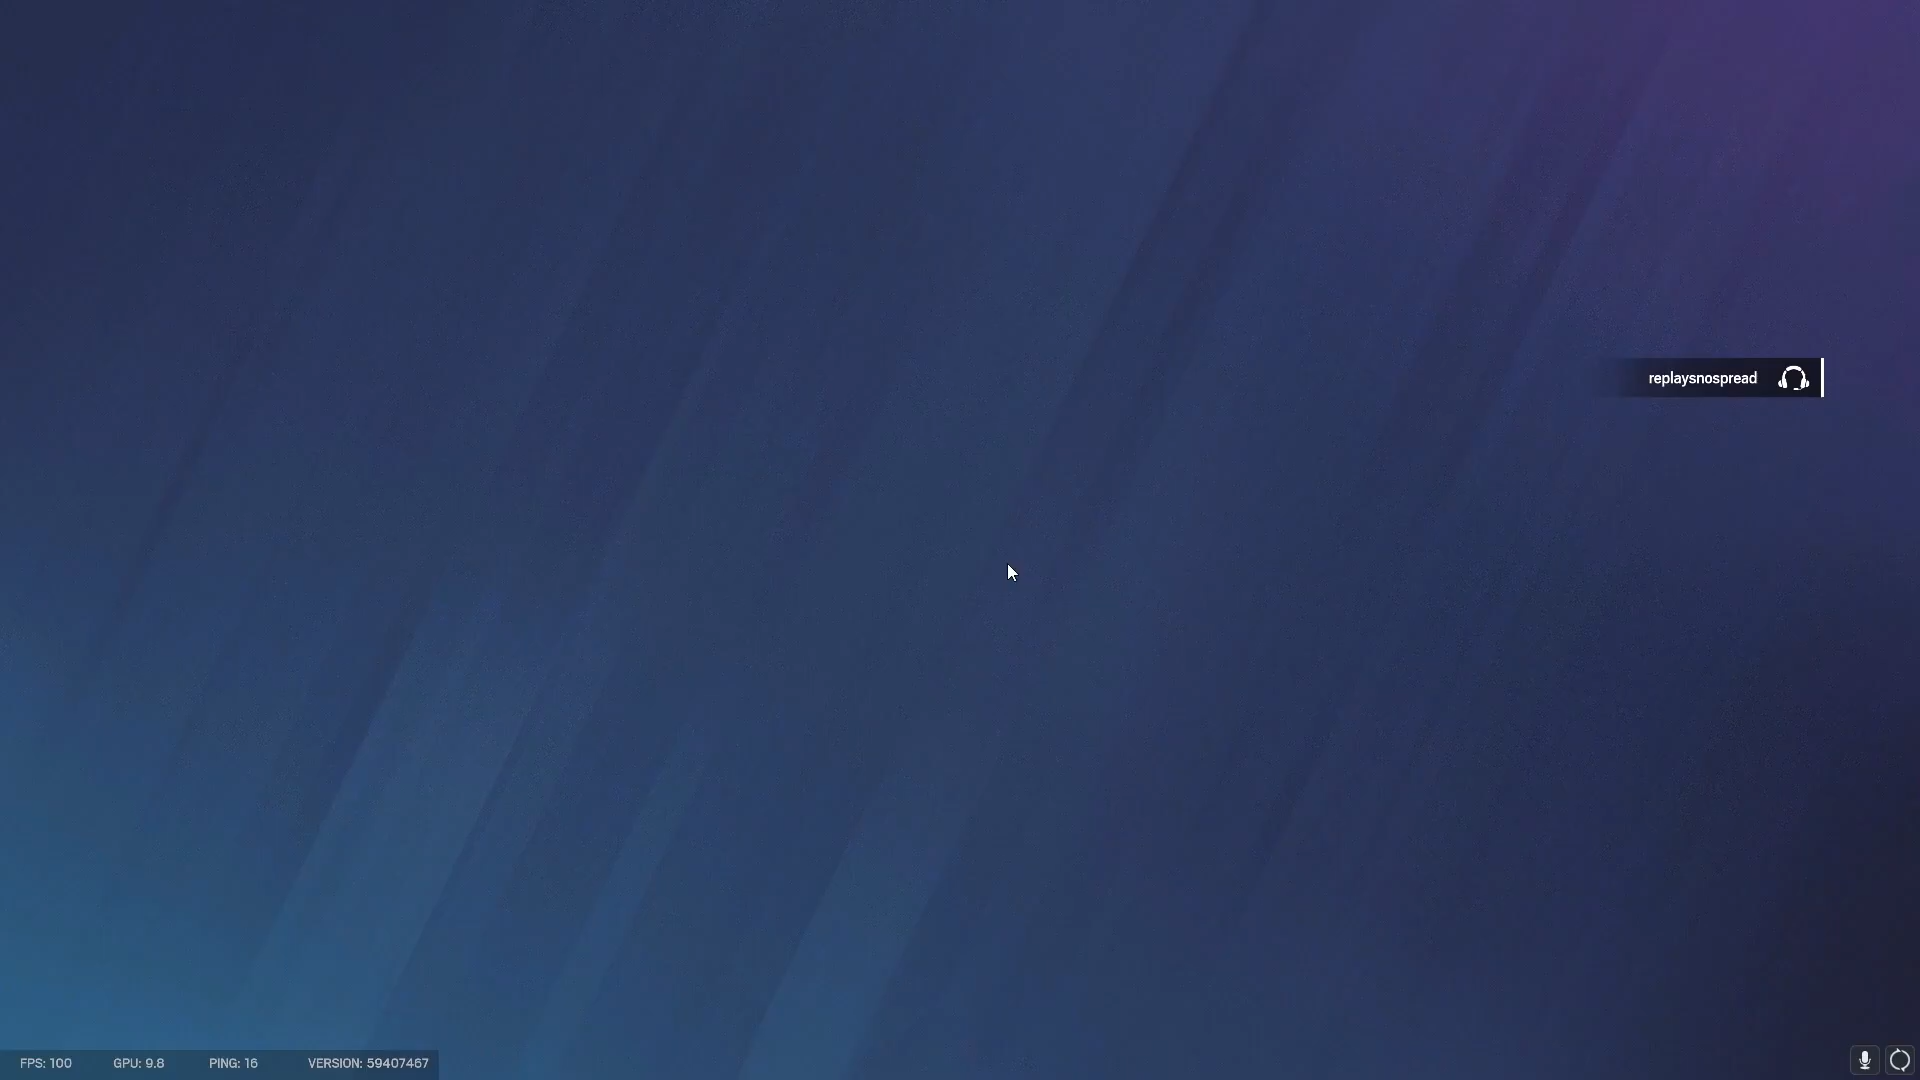 replaysnospread
FPS: 100 GPU: 9.8 PING: 16 VERSION: 59407467